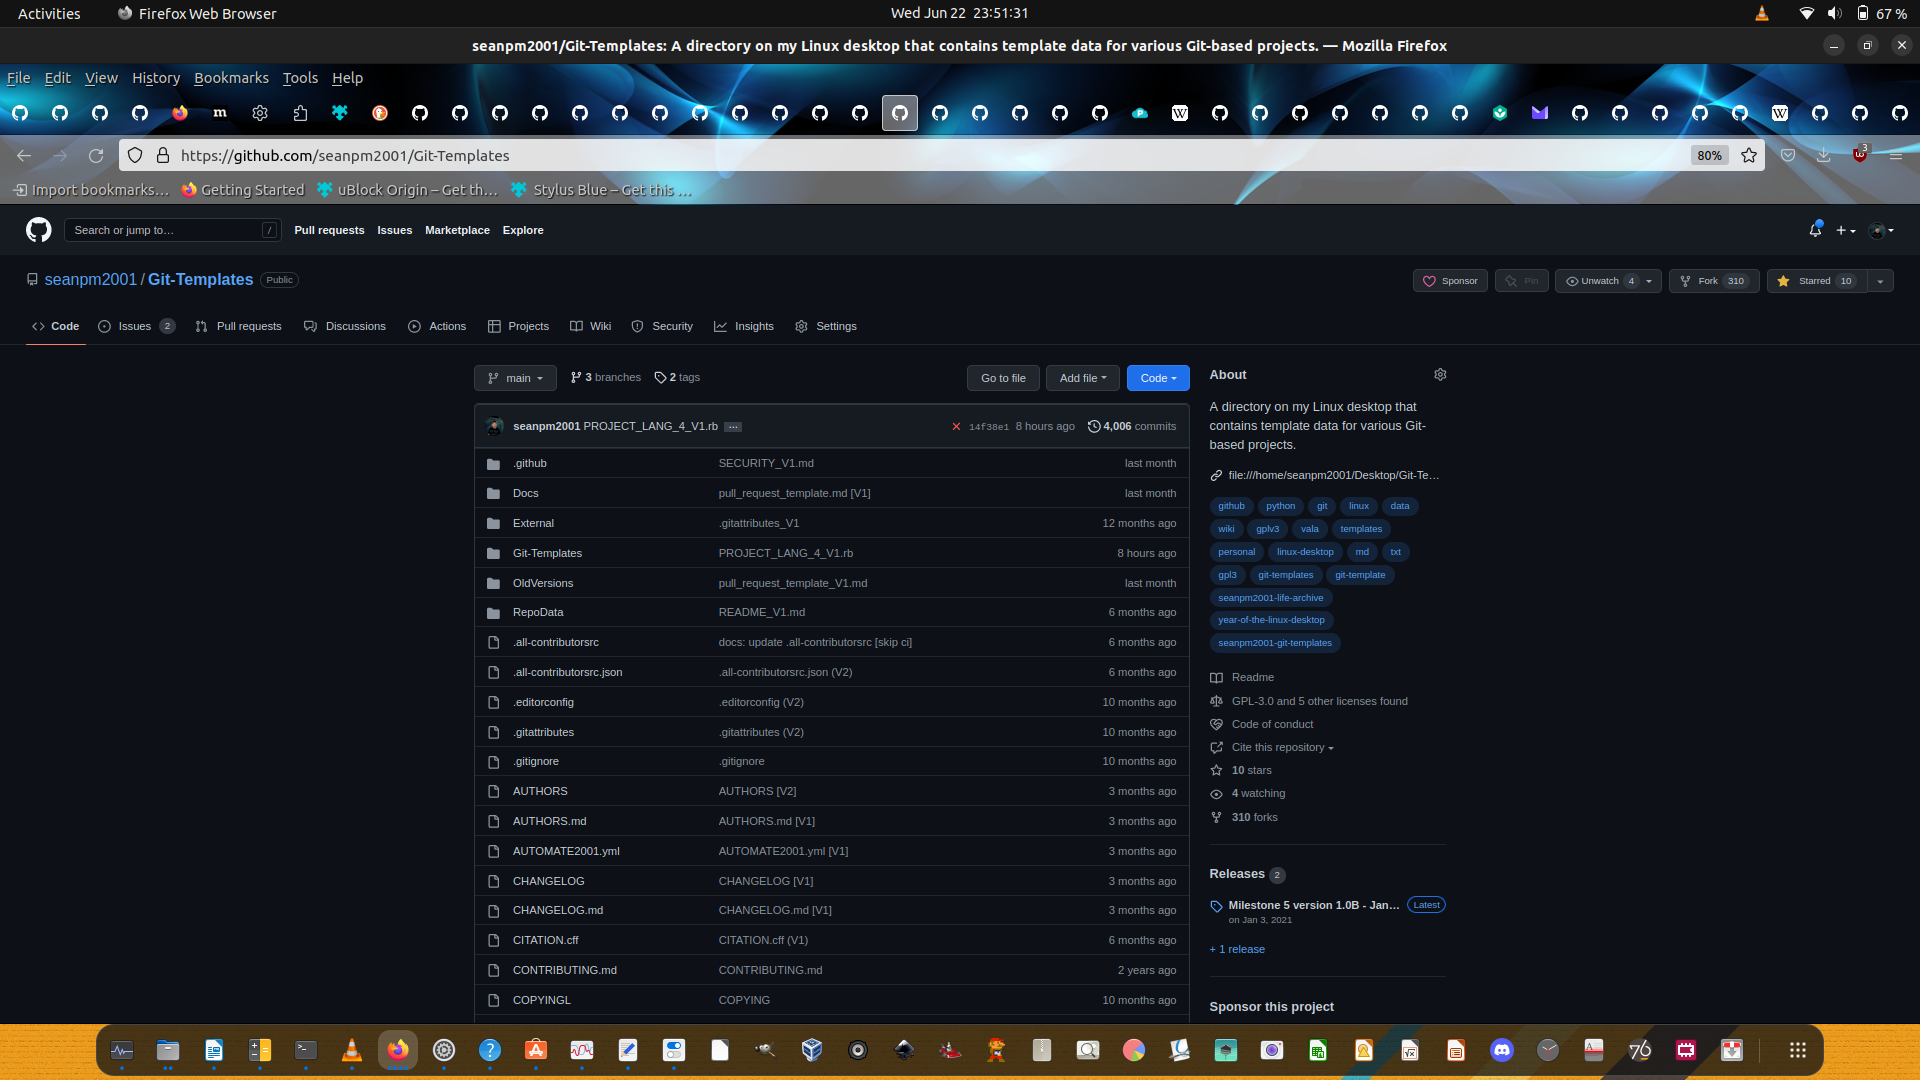 Activities Firefox Web Browser Wed Jun 22 23:51:31 67 %
seanpm2001/Git-Templates: A directory on my Linux desktop that contains template data for various Git-based projects. — Mozilla Firefox
File Edit View History Bookmarks Tools Help
https://github.com/seanpm2001/Git-Templates 80% 3
Import bookmarks… Getting Started uBlock Origin – Get th… Stylus Blue – Get this …
Search or jump to… / Pull requests Issues Marketplace Explore
seanpm2001 / Git-Templates Public Sponsor Pin Unwatch 4 Fork 310 Starred 10
Code Issues 2 Pull requests Discussions Actions Projects Wiki Security Insights Settings
main 3 branches 2 tags Go to file Add file Code
seanpm2001 PROJECT_LANG_4_V1.rb … 14f38e1 8 hours ago 4,006 commits
.github SECURITY_V1.md last month
Docs pull_request_template.md [V1] last month
External .gitattributes_V1 12 months ago
Git-Templates PROJECT_LANG_4_V1.rb 8 hours ago
OldVersions pull_request_template_V1.md last month
RepoData README_V1.md 6 months ago
.all-contributorsrc docs: update .all-contributorsrc [skip ci] 6 months ago
.all-contributorsrc.json .all-contributorsrc.json (V2) 6 months ago
.editorconfig .editorconfig (V2) 10 months ago
.gitattributes .gitattributes (V2) 10 months ago
.gitignore .gitignore 10 months ago
AUTHORS AUTHORS [V2] 3 months ago
AUTHORS.md AUTHORS.md [V1] 3 months ago
AUTOMATE2001.yml AUTOMATE2001.yml [V1] 3 months ago
CHANGELOG CHANGELOG [V1] 3 months ago
CHANGELOG.md CHANGELOG.md [V1] 3 months ago
CITATION.cff CITATION.cff (V1) 6 months ago
CONTRIBUTING.md CONTRIBUTING.md 2 years ago
COPYINGL COPYING 10 months ago
About
A directory on my Linux desktop that
contains template data for various Git-
based projects.
file:///home/seanpm2001/Desktop/Git-Te…
github python git linux data
wiki gplv3 vala templates
personal linux-desktop md txt
gpl3 git-templates git-template
seanpm2001-life-archive
year-of-the-linux-desktop
seanpm2001-git-templates
Readme
GPL-3.0 and 5 other licenses found
Code of conduct
Cite this repository
10 stars
4 watching
310 forks
Releases 2
Milestone 5 version 1.0B - Jan… Latest
on Jan 3, 2021
+ 1 release
Sponsor this project